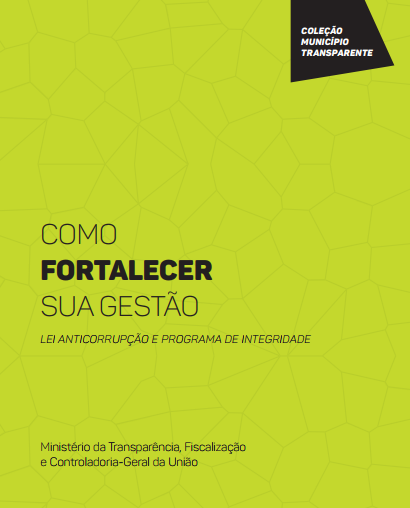 COLEÇÃO
MUNICÍPIO
TRANSPARENTE
COMO
FORTALECER
SUA GESTÃO
LEI ANTICORRUPÇÃO E PROGRAMA DE INTEGRIDADE
Ministério da Transparência, Fiscalização
e Controladoria-Geral da União